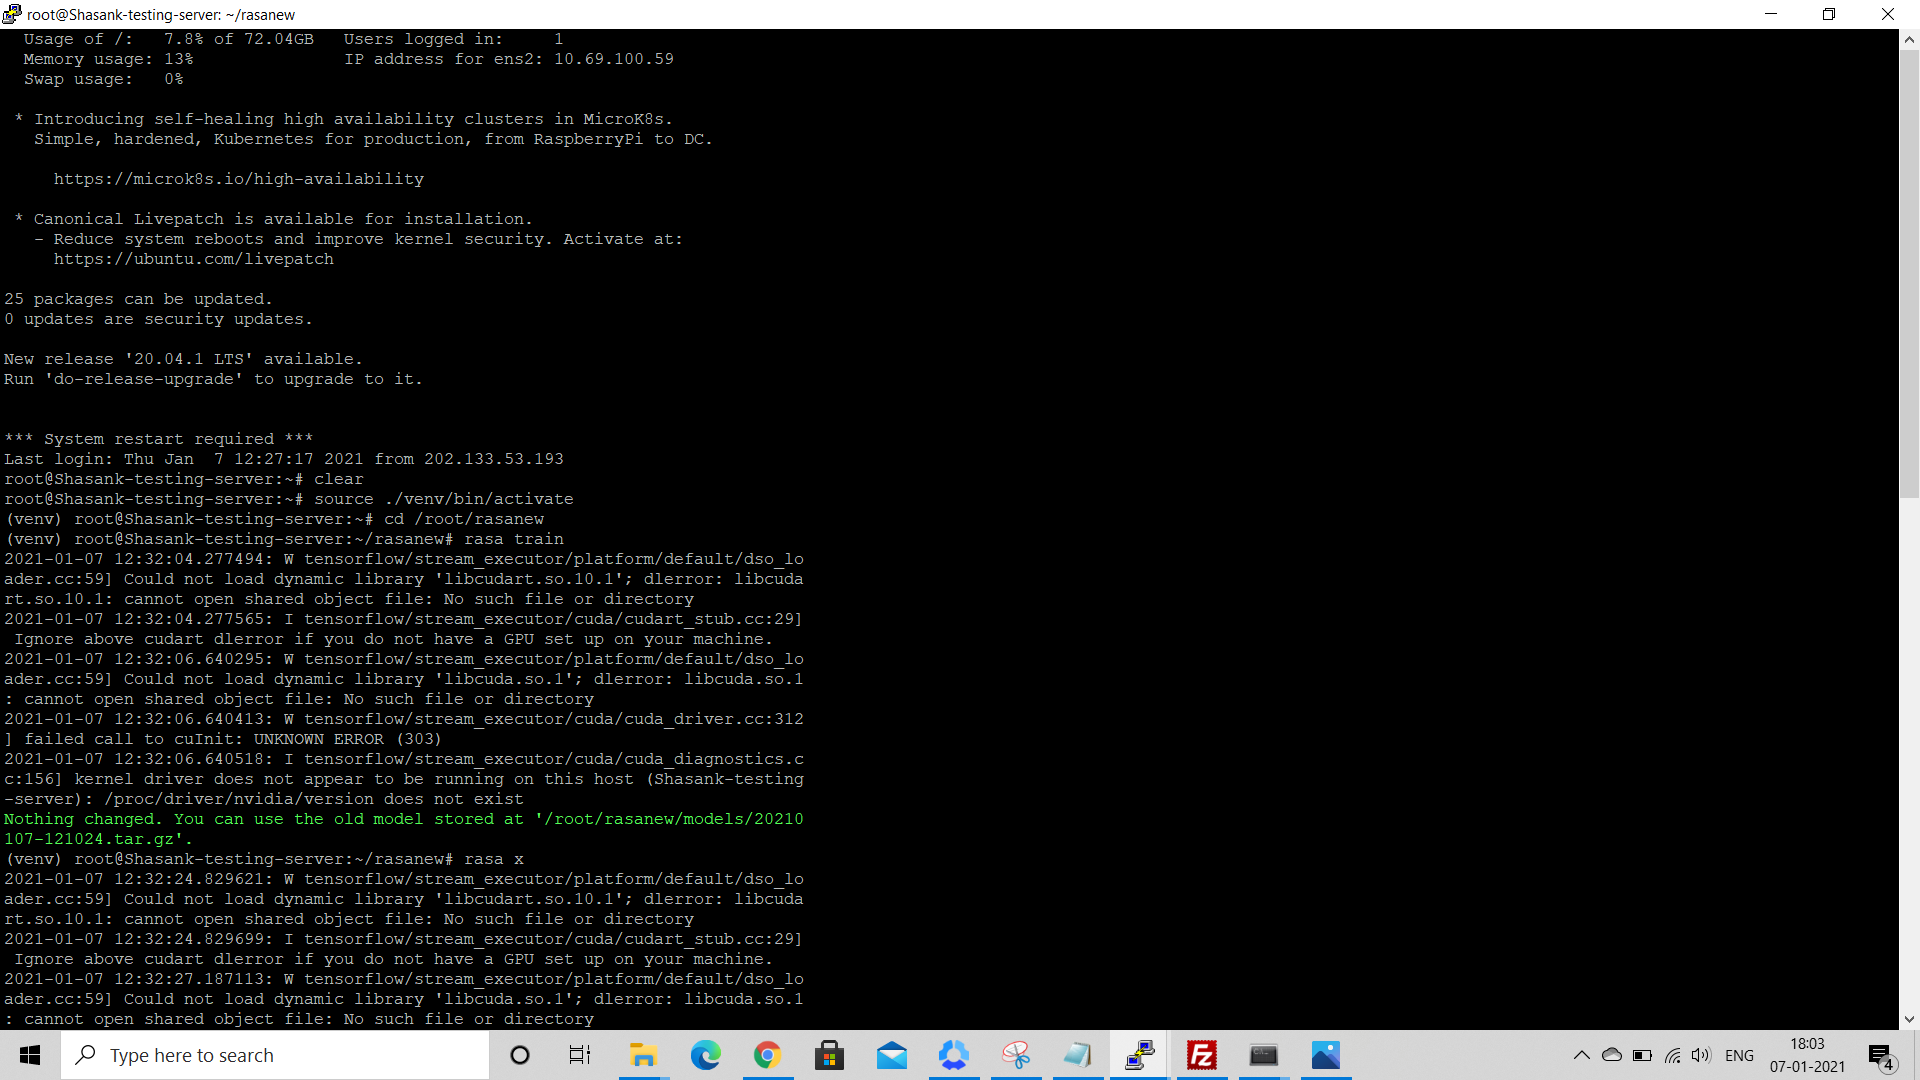 root@Shasank-testing-server: ~/rasanew
Usage of /:   7.8% of 72.04GB   Users logged in:     1
Memory usage: 13%                IP address for ens2: 10.69.100.59
Swap usage:   0%
* Introducing self-healing high availability clusters in MicroK8s.
Simple, hardened, Kubernetes for production, from RaspberryPi to DC.
https://microk8s.io/high-availability
* Canonical Livepatch is available for installation.
- Reduce system reboots and improve kernel security. Activate at:
https://ubuntu.com/livepatch
25 packages can be updated.
0 updates are security updates.
New release '20.04.1 LTS' available.
Run 'do-release-upgrade' to upgrade to it.
*** System restart required ***
Last login: Thu Jan  7 12:27:17 2021 from 202.133.53.193
root@Shasank-testing-server:~# clear
root@Shasank-testing-server:~# source ./venv/bin/activate
(venv) root@Shasank-testing-server:~# cd /root/rasanew
(venv) root@Shasank-testing-server:~/rasanew# rasa train
2021-01-07 12:32:04.277494: W tensorflow/stream_executor/platform/default/dso_lo
ader.cc:59] Could not load dynamic library 'libcudart.so.10.1'; dlerror: libcuda
rt.so.10.1: cannot open shared object file: No such file or directory
2021-01-07 12:32:04.277565: I tensorflow/stream_executor/cuda/cudart_stub.cc:29]
Ignore above cudart dlerror if you do not have a GPU set up on your machine.
2021-01-07 12:32:06.640295: W tensorflow/stream_executor/platform/default/dso_lo
ader.cc:59] Could not load dynamic library 'libcuda.so.1'; dlerror: libcuda.so.1
: cannot open shared object file: No such file or directory
2021-01-07 12:32:06.640413: W tensorflow/stream_executor/cuda/cuda_driver.cc:312
] failed call to cuInit: UNKNOWN ERROR (303)
2021-01-07 12:32:06.640518: I tensorflow/stream_executor/cuda/cuda_diagnostics.c
c:156] kernel driver does not appear to be running on this host (Shasank-testing
-server): /proc/driver/nvidia/version does not exist
Nothing changed. You can use the old model stored at '/root/rasanew/models/20210
107-121024.tar.gz'.
(venv) root@Shasank-testing-server:~/rasanew# rasa x
2021-01-07 12:32:24.829621: W tensorflow/stream_executor/platform/default/dso_lo
ader.cc:59] Could not load dynamic library 'libcudart.so.10.1'; dlerror: libcuda
rt.so.10.1: cannot open shared object file: No such file or directory
2021-01-07 12:32:24.829699: I tensorflow/stream_executor/cuda/cudart_stub.cc:29]
Ignore above cudart dlerror if you do not have a GPU set up on your machine.
2021-01-07 12:32:27.187113: W tensorflow/stream_executor/platform/default/dso_lo
ader.cc:59] Could not load dynamic library 'libcuda.so.1'; dlerror: libcuda.so.1
: cannot open shared object file: No such file or directory
Type here to search
ENG
18:03
07-01-2021
4